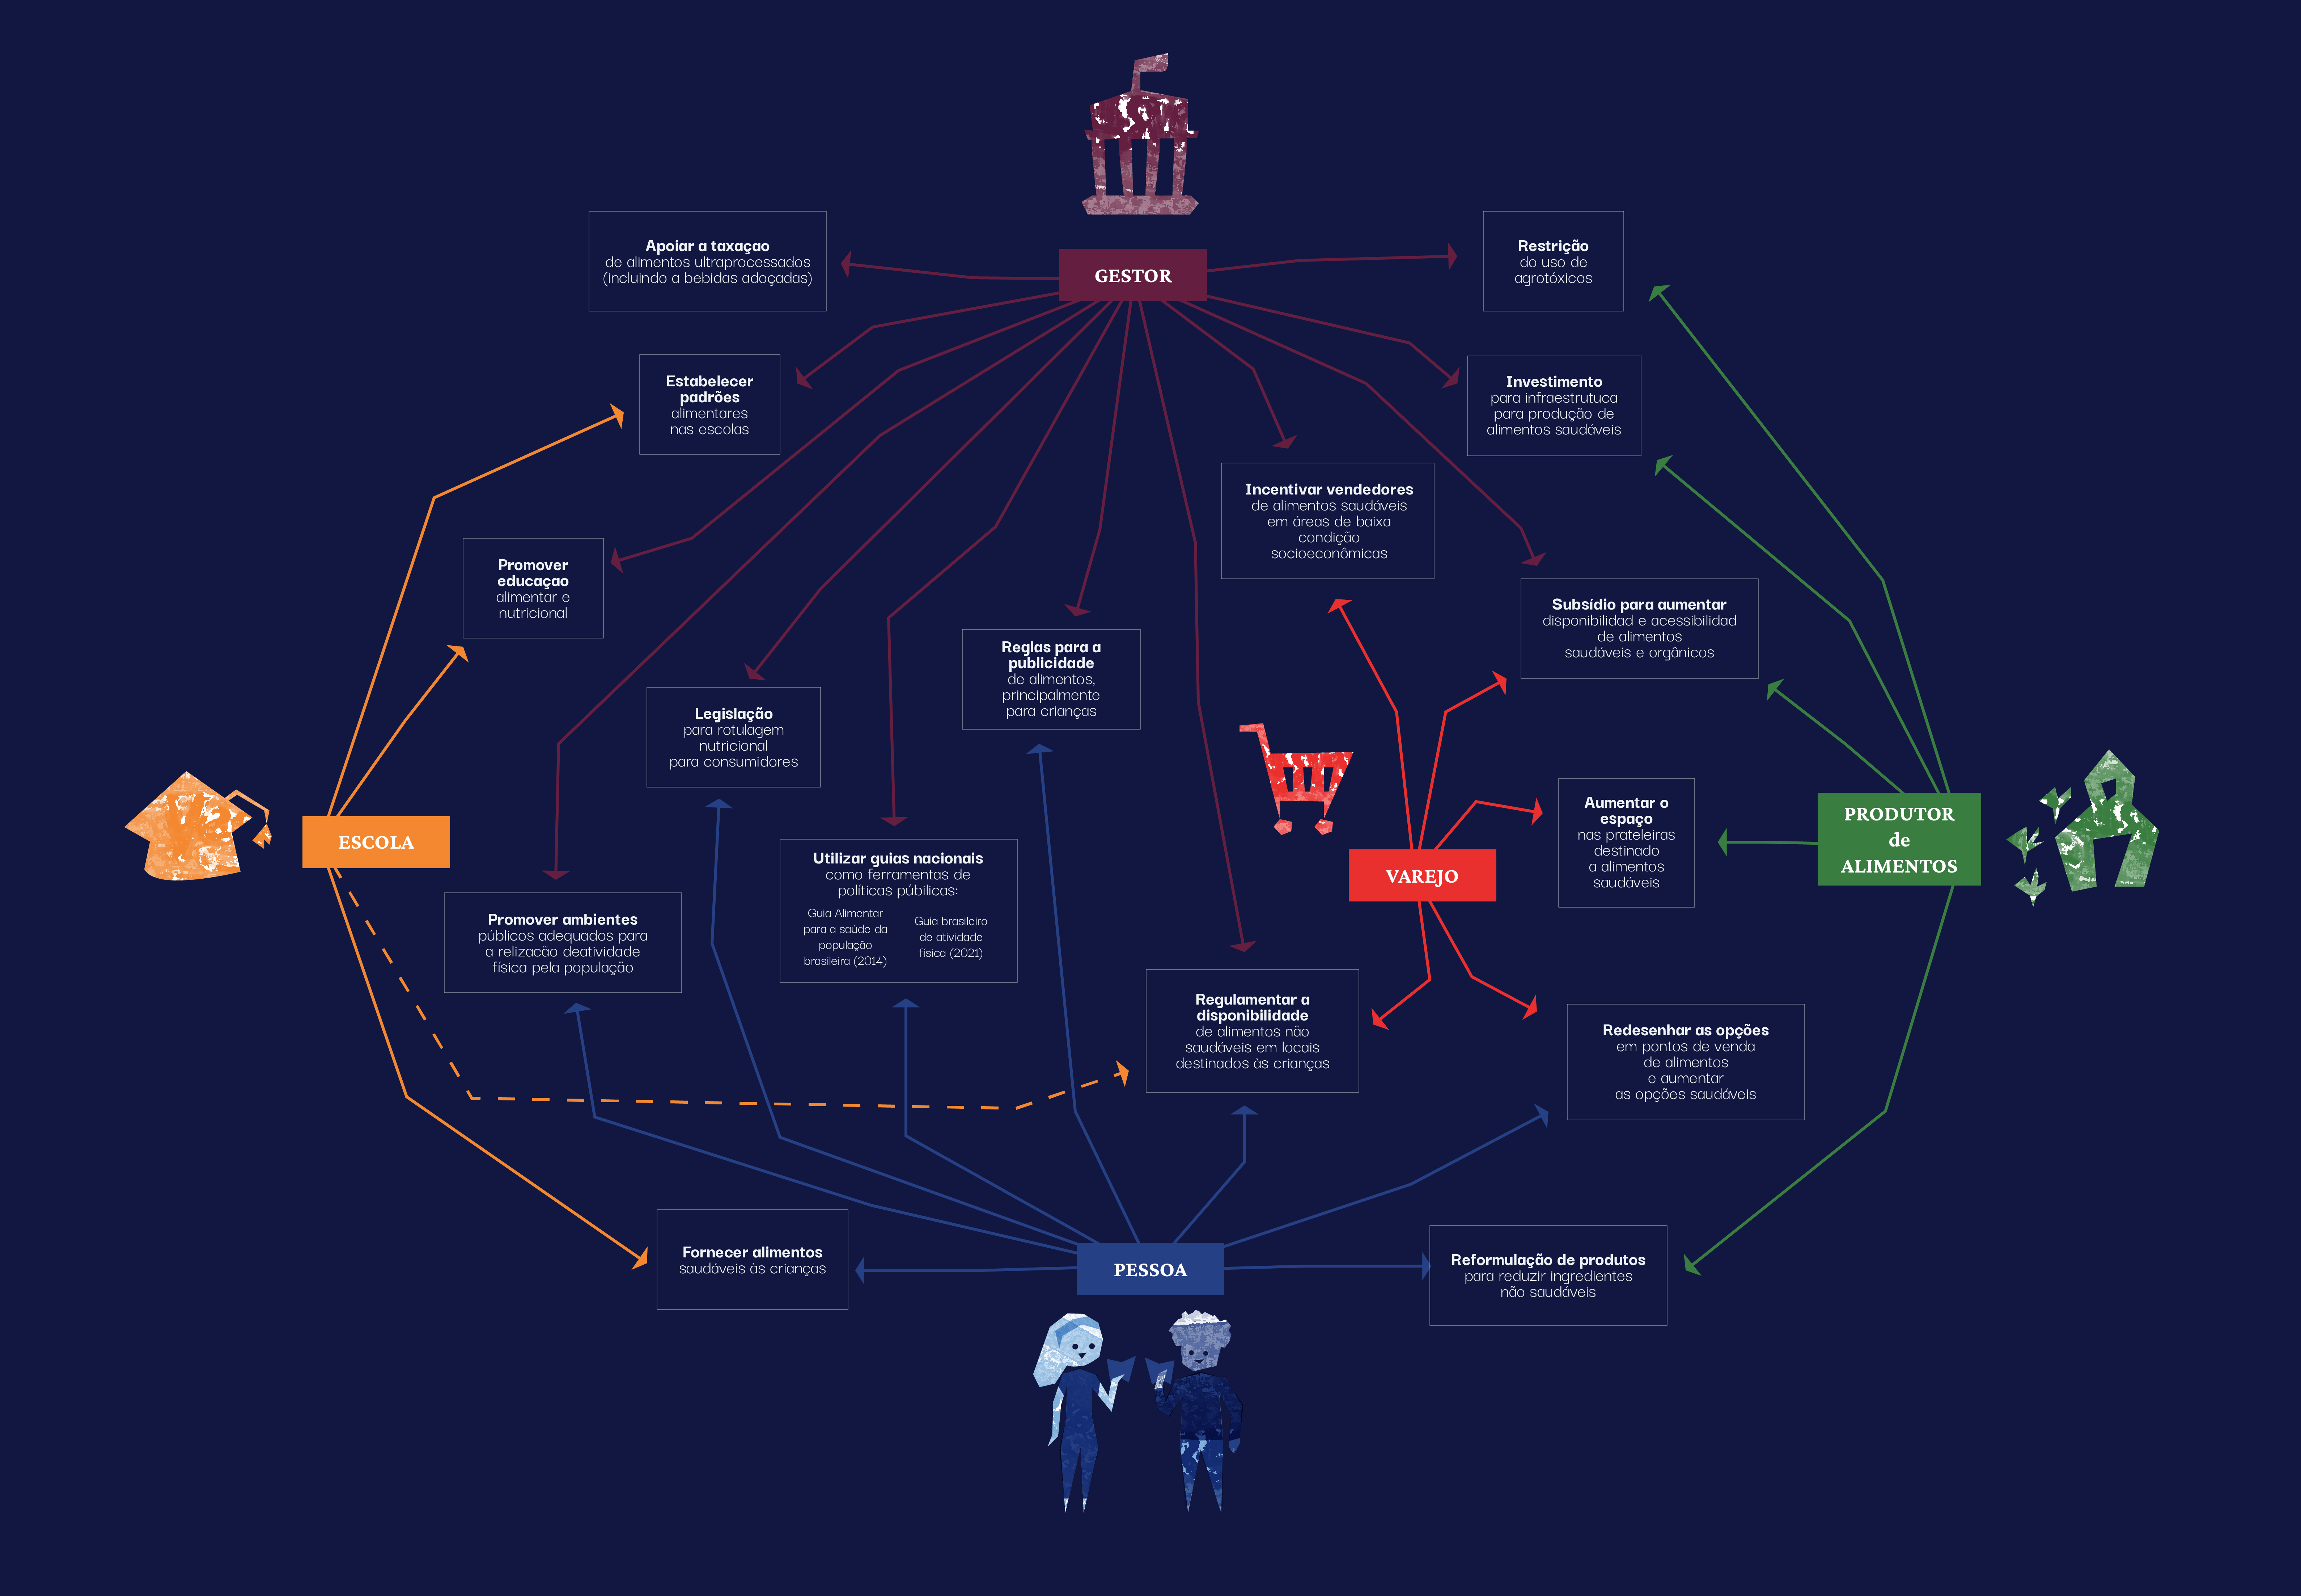 GESTOR
Apoiar a taxaçao
de alimentos ultraprocessados
(incluindo a bebidas adoçadas)
Restrição
do uso de
agrotóxicos
Estabelecer
padrões
alimentares
nas escolas
Investimento
para infraestrutuca
para produção de
alimentos saudáveis
Incentivar vendedores
de alimentos saudáveis
em áreas de baixa
condição
socioeconômicas
Promover
educaçao
alimentar e
nutricional
Subsídio para aumentar
disponibilidad e acessibilidad
de alimentos
saudáveis e orgânicos
Reglas para a
publicidade
de alimentos,
principalmente
para crianças
Legislação
para rotulagem
nutricional
para consumidores
ESCOLA
VAREJO
Aumentar o
espaço
nas prateleiras
destinado
a alimentos
saudáveis
PRODUTOR
de
ALIMENTOS
Utilizar guias nacionais
como ferramentas de
políticas púbilicas:
Guia Alimentar
para a saúde da
população
brasileira (2014)
Guia brasileiro
de atividade
física (2021)
Promover ambientes
públicos adequados para
a relizacão deatividade
física pela população
Regulamentar a
disponibilidade
de alimentos não
saudáveis em locais
destinados às crianças
Redesenhar as opções
em pontos de venda
de alimentos
e aumentar
as opções saudáveis
Fornecer alimentos
saudáveis às crianças
PESSOA
Reformulação de produtos
para reduzir ingredientes
não saudáveis